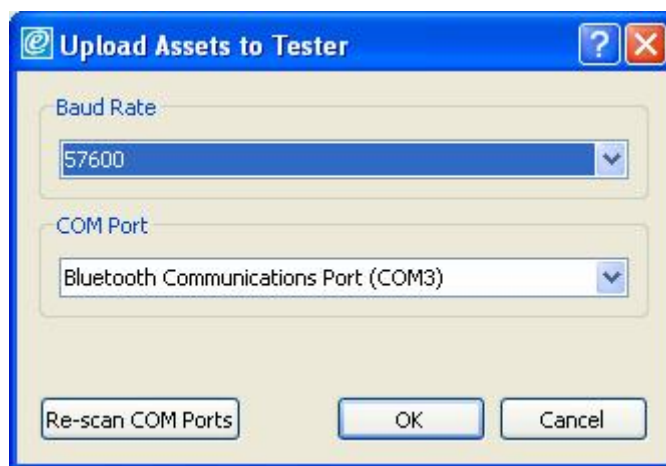 Upload Assets to Tester
Baud Rate
57600
COM Port
Bluetooth Communications Port (COM3)
Re-scan COM Ports
OK
Cancel